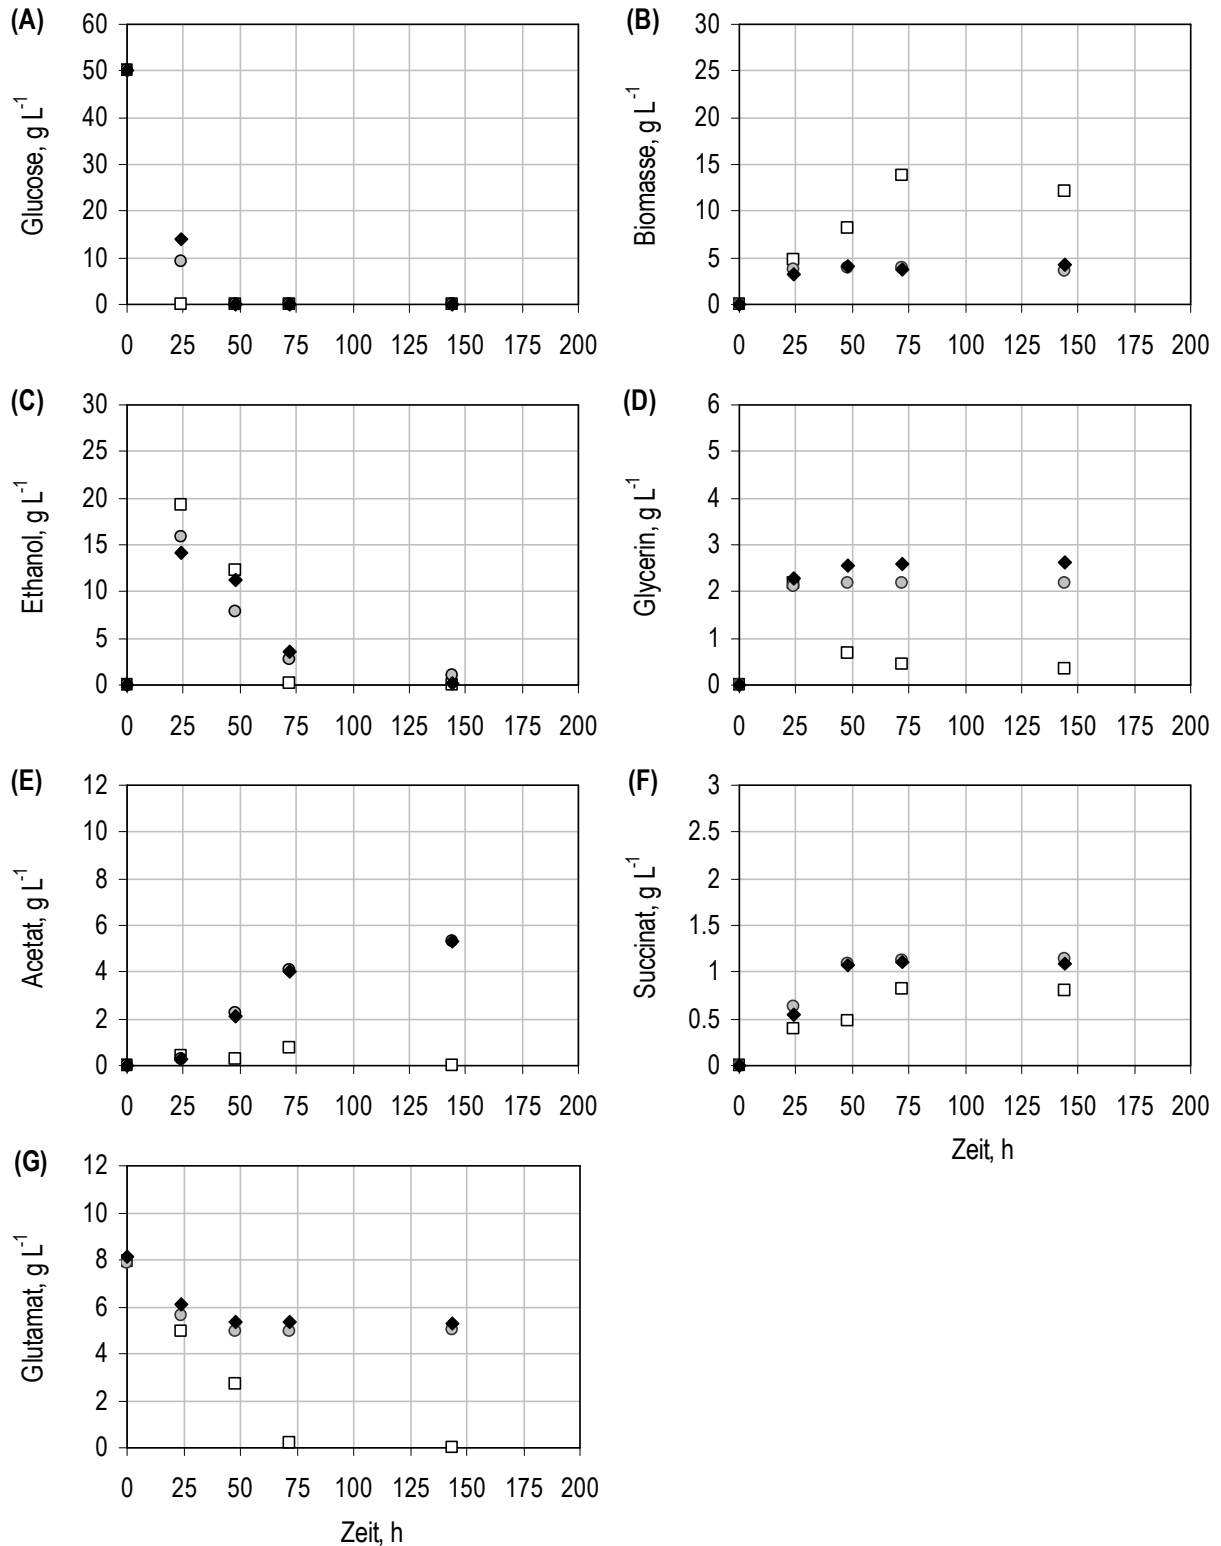 (A)
60
50
40
30
20
10
0
Glucose, g L-1
0 25 50 75 100 125 150 175 200
(B)
30
25
20
15
10
5
0
Biomasse, g L-1
0 25 50 75 100 125 150 175 200
(C)
30
25
20
15
10
5
0
Ethanol, g L-1
0 25 50 75 100 125 150 175 200
(D)
6
5
4
3
2
1
0
Glycerin, g L-1
0 25 50 75 100 125 150 175 200
(E)
12
10
8
6
4
2
0
Acetat, g L-1
0 25 50 75 100 125 150 175 200
(F)
3
2.5
2
1.5
1
0.5
0
Succinat, g L-1
0 25 50 75 100 125 150 175 200
Zeit, h
(G)
12
10
8
6
4
2
0
Glutamat, g L-1
0 25 50 75 100 125 150 175 200
Zeit, h